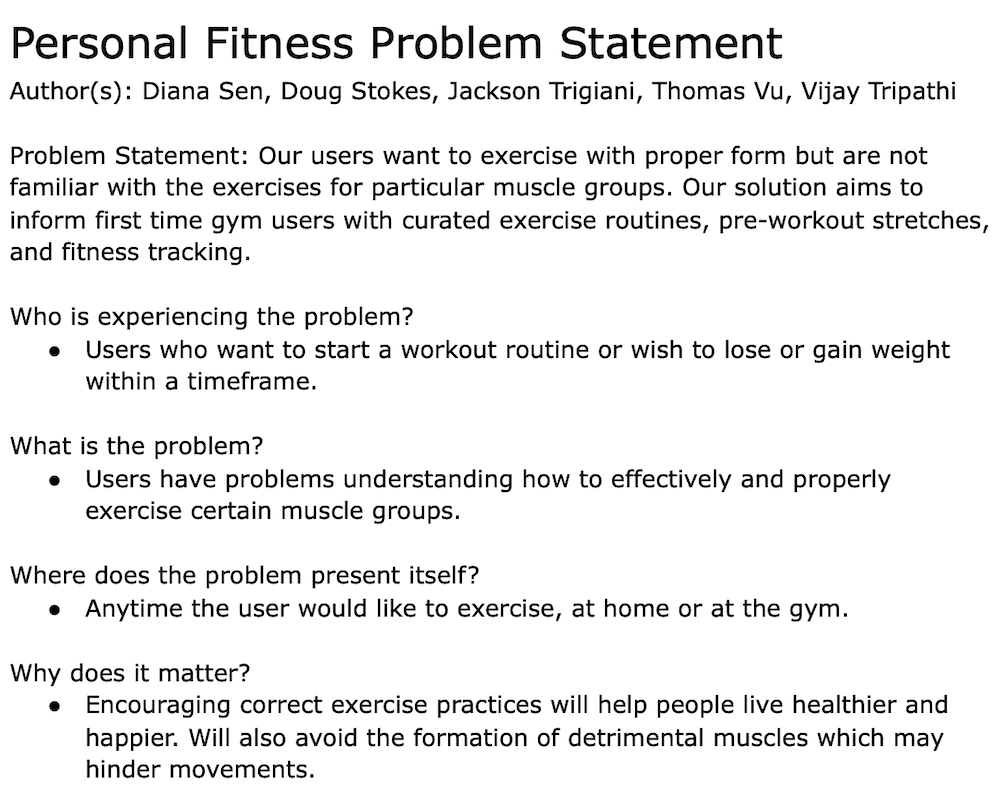 Personal Fitness Problem Statement
Author(s): Diana Sen, Doug Stokes, Jackson Trigiani, Thomas Vu, Vijay Tripathi
Problem Statement: Our users want to exercise with proper form but are not
familiar with the exercises for particular muscle groups. Our solution aims to
inform first time gym users with curated exercise routines, pre-workout stretches,
and fitness tracking.
Who is experiencing the problem?
● Users who want to start a workout routine or wish to lose or gain weight
within a timeframe.
What is the problem?
● Users have problems understanding how to effectively and properly
exercise certain muscle groups.
Where does the problem present itself?
● Anytime the user would like to exercise, at home or at the gym.
Why does it matter?
● Encouraging correct exercise practices will help people live healthier and
happier. Will also avoid the formation of detrimental muscles which may
hinder movements.